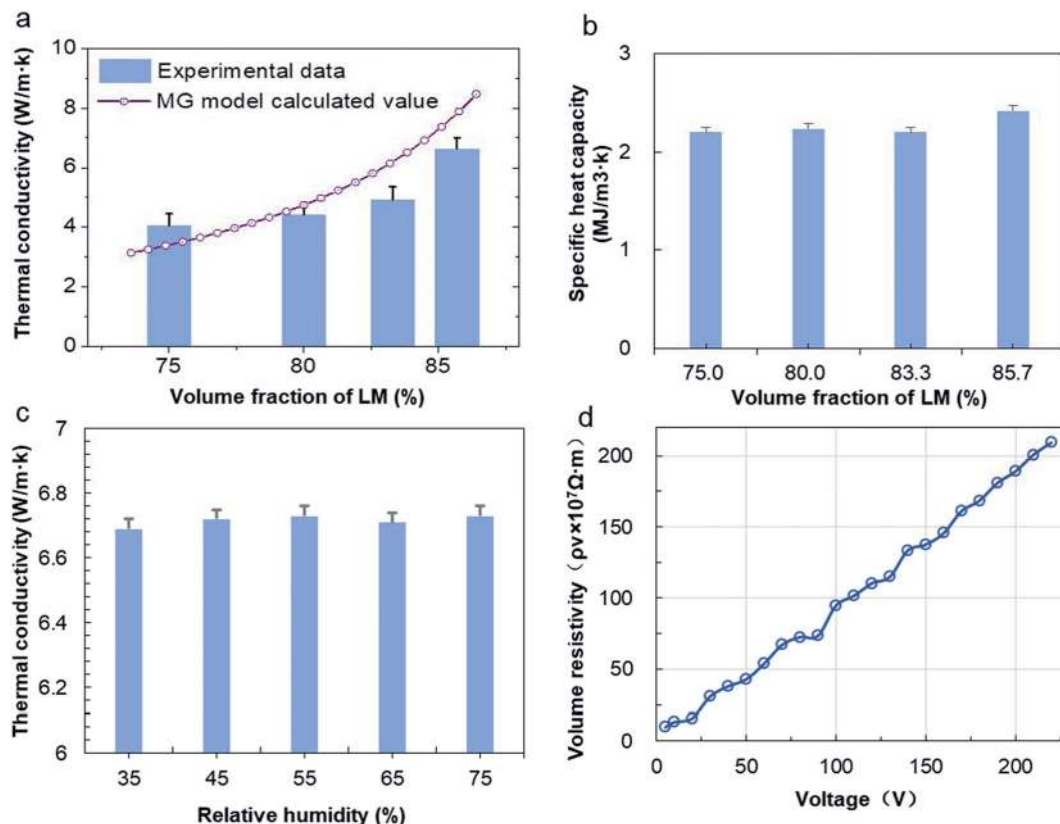 a
Thermal conductivity (W/m·k)
10
8
6
4
2
0
Experimental data
MG model calculated value
75
80
85
Volume fraction of LM (%)
b
Specific heat capacity
(MJ/m3·k)
3
2
1
0
75.0
80.0
83.3
85.7
Volume fraction of LM (%)
c
Thermal conductivity (W/m·k)
7
6.8
6.6
6.4
6.2
6
35
45
55
65
75
Relative humidity (%)
d
Volume resistivity（ρv×10⁷Ω·m）
200
150
100
50
0
0
50
100
150
200
Voltage（V）